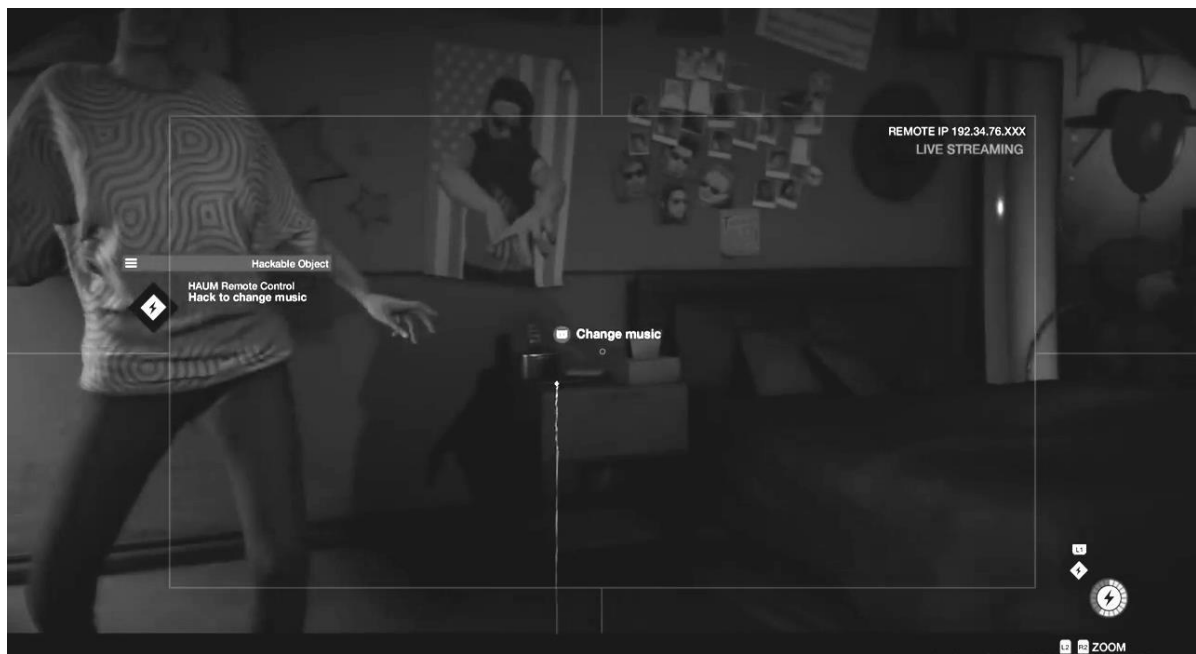 REMOTE IP 192.34.76.XXX
LIVE STREAMING
Hackable Object
HAUM Remote Control
Hack to change music
Change music
L1
L2 R2 ZOOM